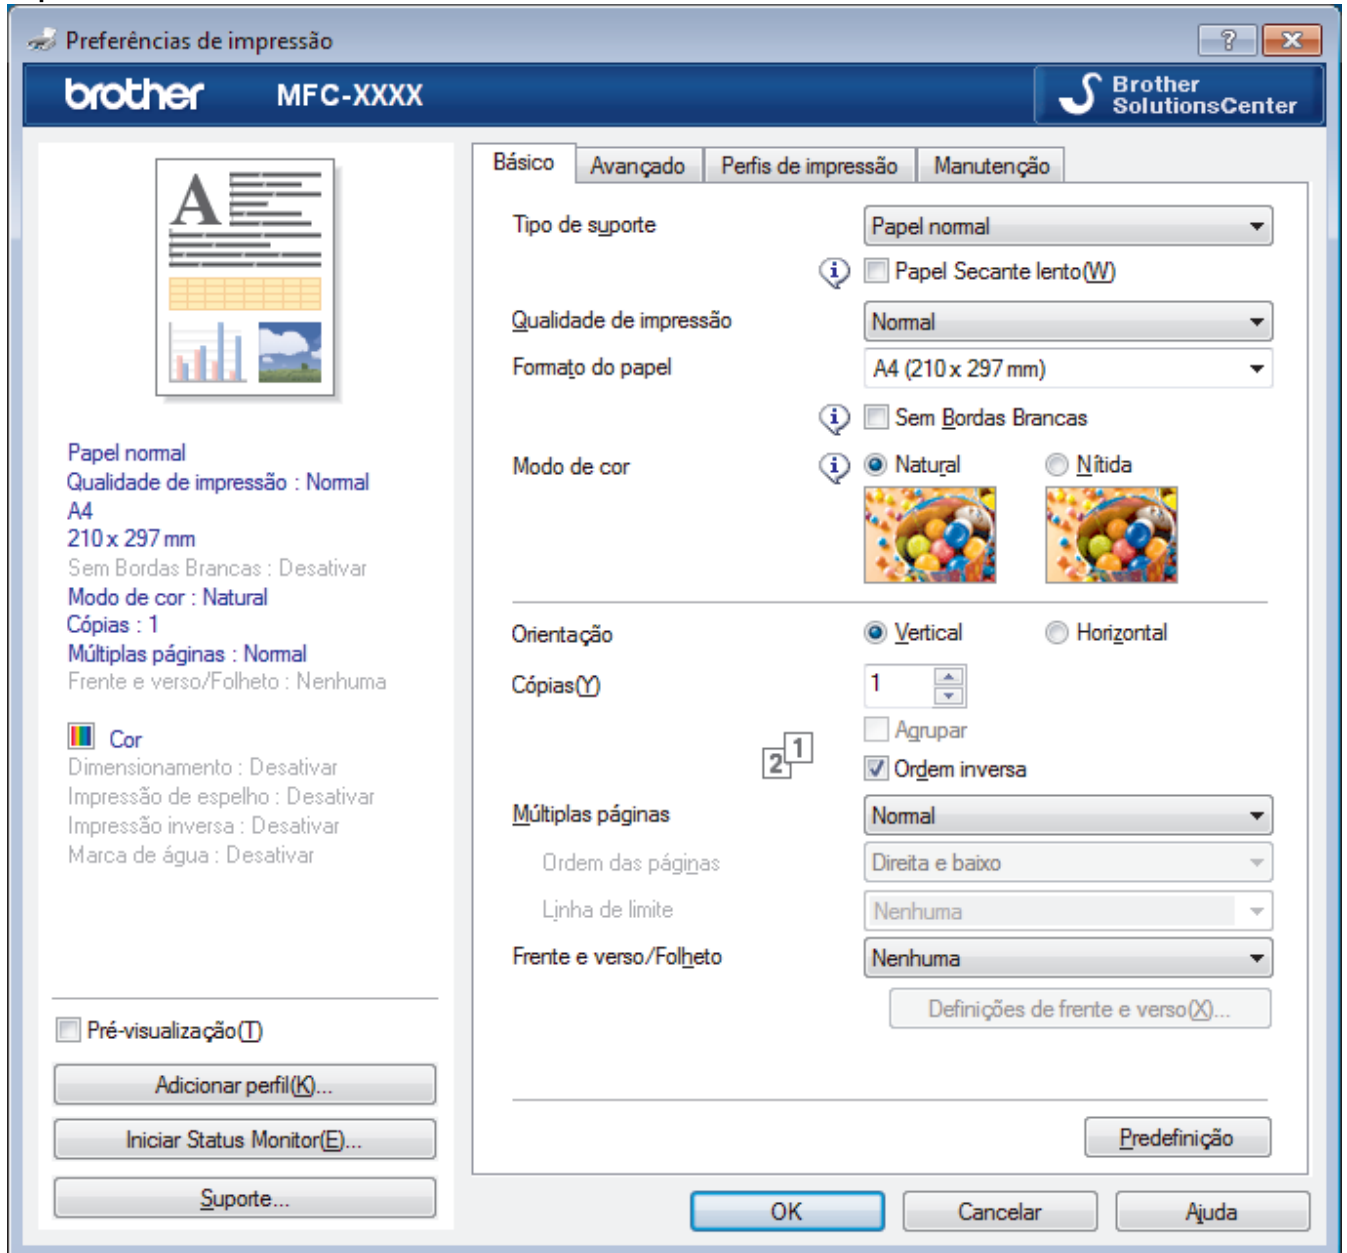 Preferências de impressão
brother MFC-XXXX Brother SolutionsCenter
Básico Avançado Perfis de impressão Manutenção
A
Tipo de suporte Papel normal
Papel Secante lento(W)
Qualidade de impressão Normal
Formato do papel A4 (210 x 297 mm)
Sem Bordas Brancas
Modo de cor Natural Nítida
Orientação Vertical Horizontal
Cópias(Y) 1
Agrupar
2 1
Ordem inversa
Múltiplas páginas Normal
Ordem das páginas Direita e baixo
Linha de limite Nenhuma
Frente e verso/Folheto Nenhuma
Definições de frente e verso(X)...
Predefinição
Papel normal
Qualidade de impressão : Normal
A4
210 x 297 mm
Sem Bordas Brancas : Desativar
Modo de cor : Natural
Cópias : 1
Múltiplas páginas : Normal
Frente e verso/Folheto : Nenhuma
Cor
Dimensionamento : Desativar
Impressão de espelho : Desativar
Impressão inversa : Desativar
Marca de água : Desativar
Pré-visualização(T)
Adicionar perfil(K)...
Iniciar Status Monitor(E)...
Suporte...
OK Cancelar Ajuda